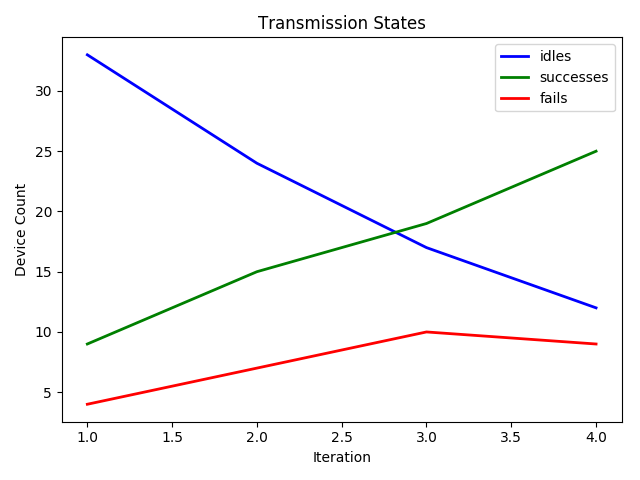 Transmission States
idles
successes
fails
Device Count
30
25
20
15
10
5
1.0 1.5 2.0 2.5 3.0 3.5 4.0
Iteration